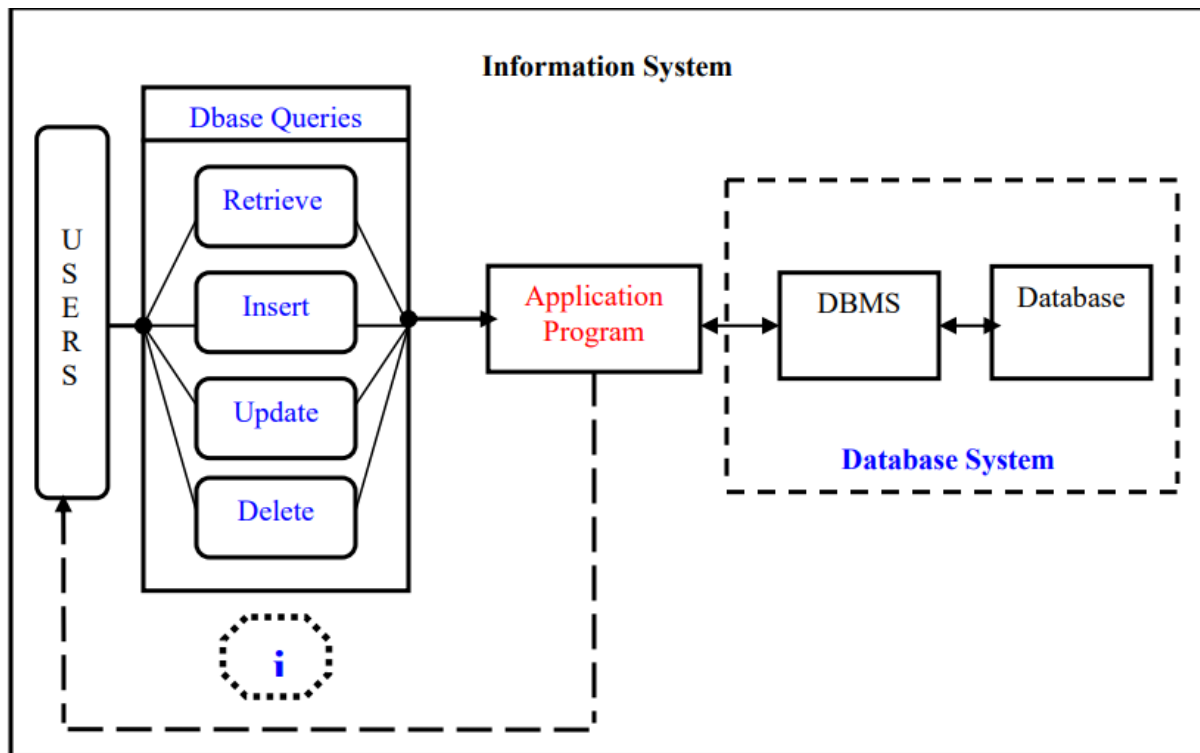 Information System
Dbase Queries
U
S
E
R
S
Retrieve
Insert
Update
Delete
Application
Program
DBMS
Database
Database System
i